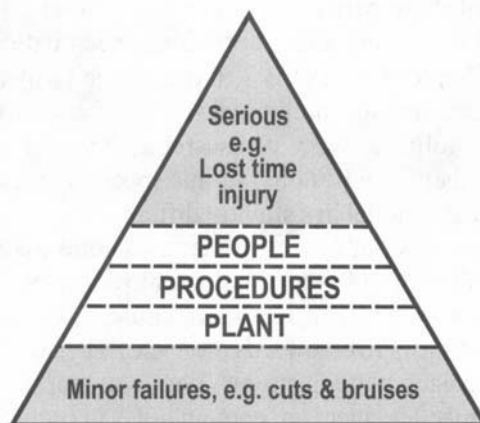 Serious
e.g.
Lost time
injury
PEOPLE
PROCEDURES
PLANT
Minor failures, e.g. cuts & bruises